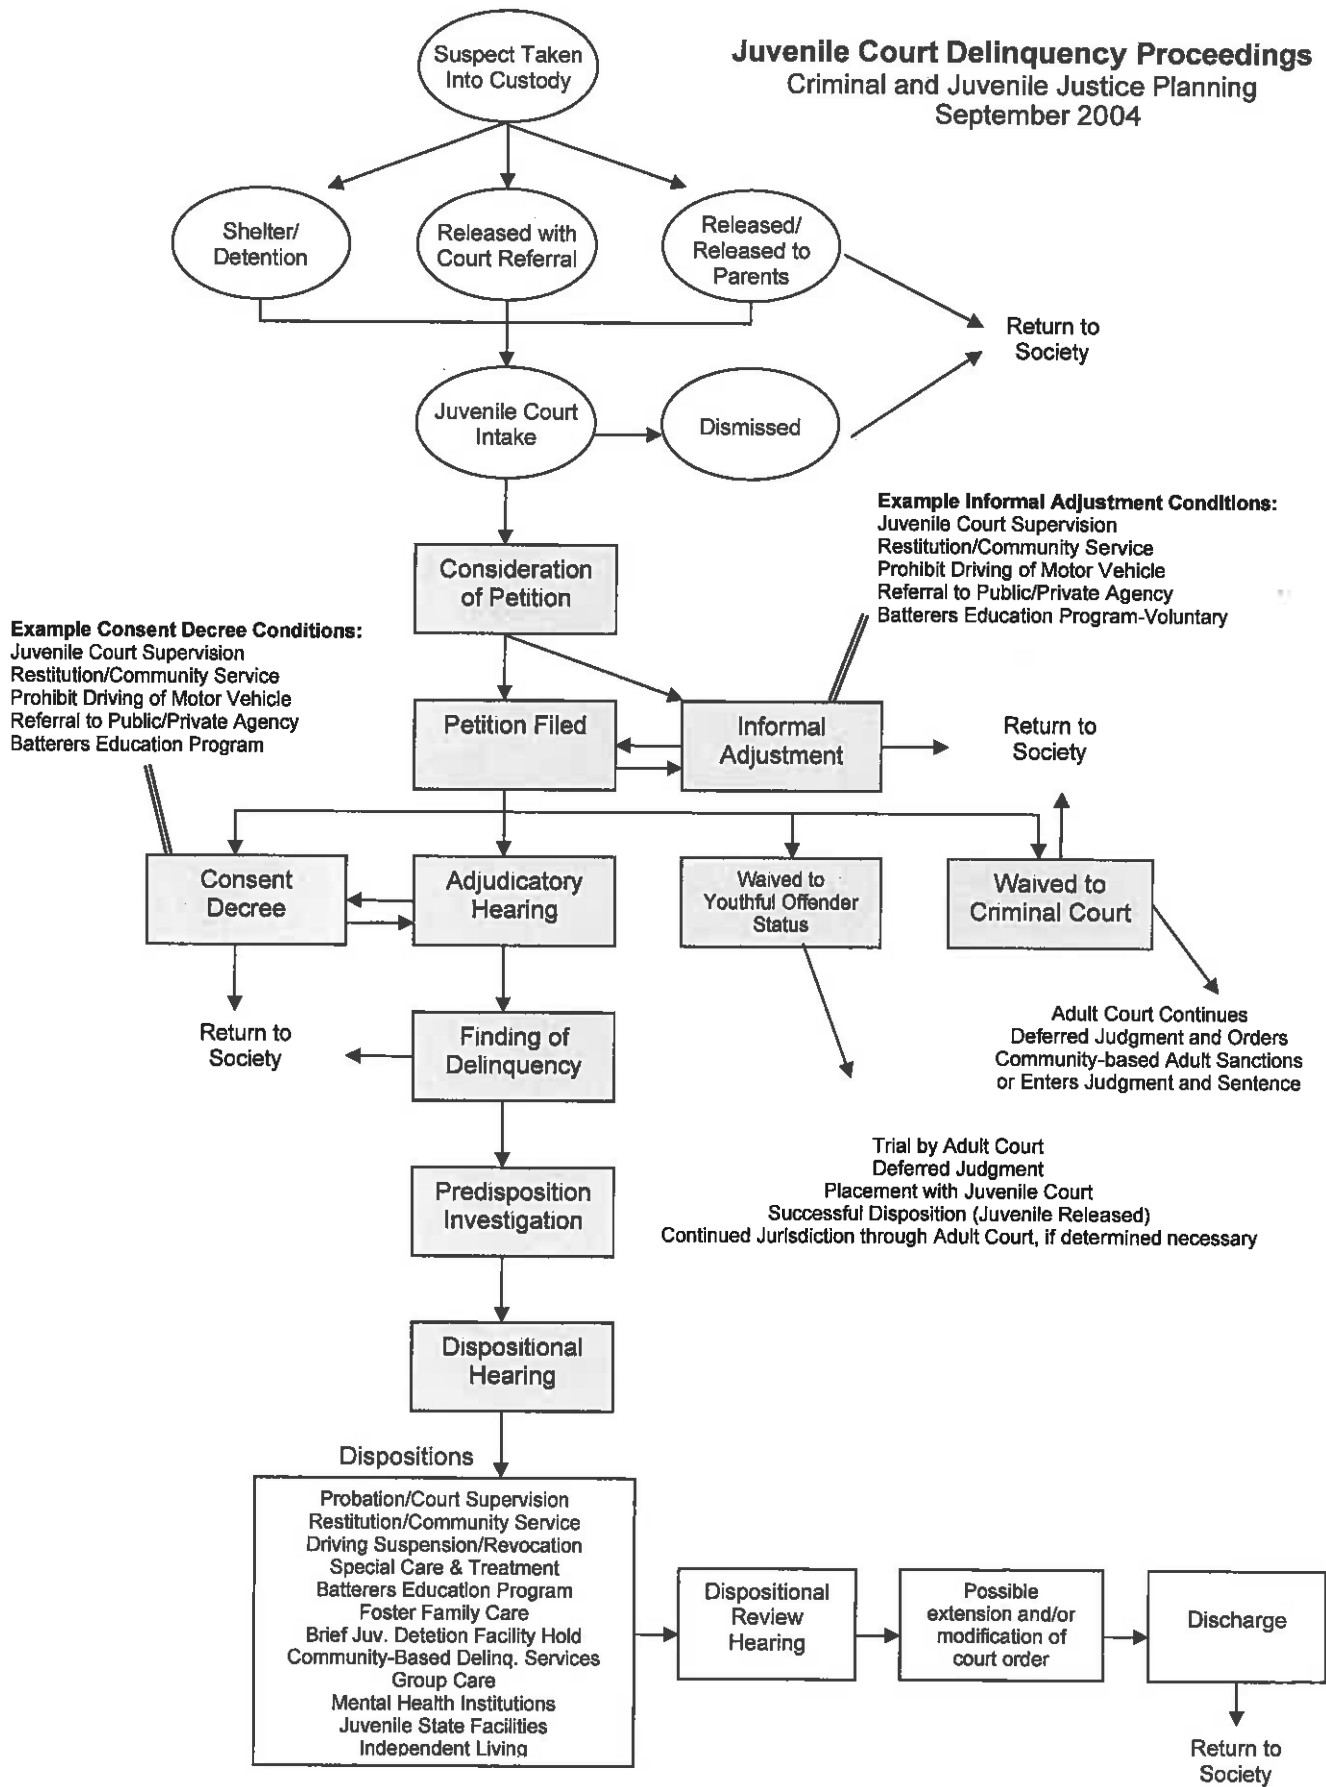 Juvenile Court Delinquency Proceedings
Criminal and Juvenile Justice Planning
September 2004
Suspect Taken
Into Custody
Shelter/
Detention
Released with
Court Referral
Released/
Released to
Parents
Return to
Society
Juvenile Court
Intake
Dismissed
Example Informal Adjustment Conditions:
Juvenile Court Supervision
Restitution/Community Service
Prohibit Driving of Motor Vehicle
Referral to Public/Private Agency
Batterers Education Program-Voluntary
Consideration
of Petition
Example Consent Decree Conditions:
Juvenile Court Supervision
Restitution/Community Service
Prohibit Driving of Motor Vehicle
Referral to Public/Private Agency
Batterers Education Program
Petition Filed
Informal
Adjustment
Return to
Society
Consent
Decree
Adjudicatory
Hearing
Waived to
Youthful Offender
Status
Waived to
Criminal Court
Return to
Society
Finding of
Delinquency
Adult Court Continues
Deferred Judgment and Orders
Community-based Adult Sanctions
or Enters Judgment and Sentence
Trial by Adult Court
Deferred Judgment
Placement with Juvenile Court
Successful Disposition (Juvenile Released)
Continued Jurisdiction through Adult Court, if determined necessary
Predisposition
Investigation
Dispositional
Hearing
Dispositions
Probation/Court Supervision
Restitution/Community Service
Driving Suspension/Revocation
Special Care & Treatment
Batterers Education Program
Foster Family Care
Brief Juv. Detetion Facility Hold
Community-Based Delinq. Services
Group Care
Mental Health Institutions
Juvenile State Facilities
Independent Living
Dispositional
Review
Hearing
Possible
extension and/or
modification of
court order
Discharge
Return to
Society